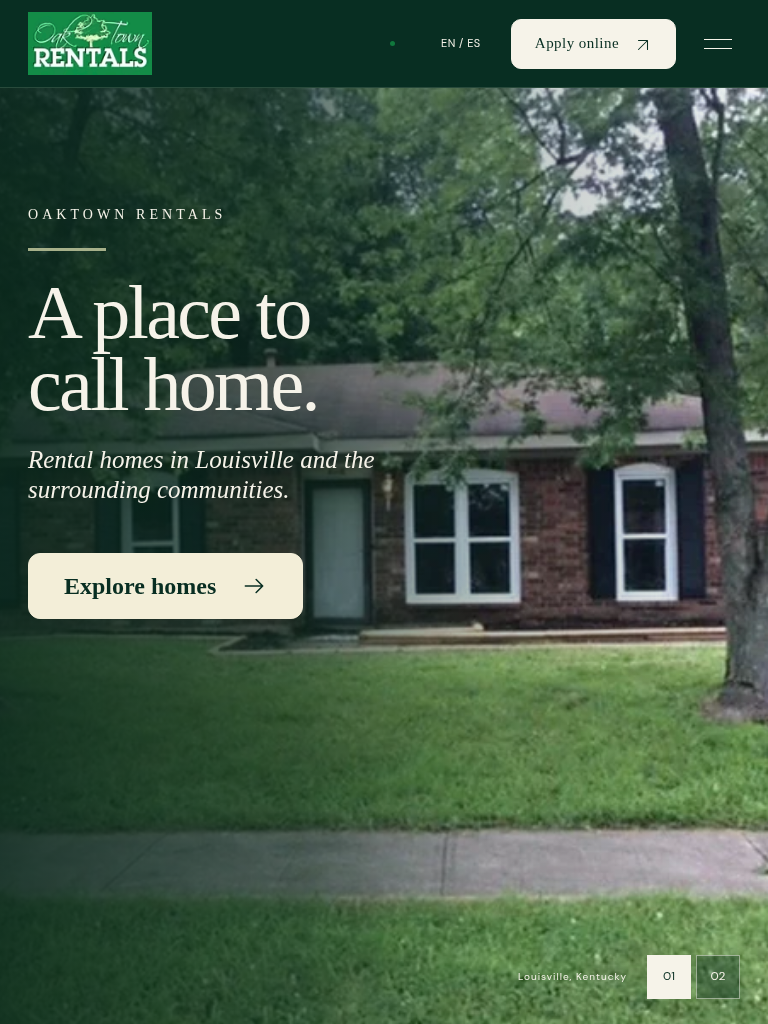 Oak Town
RENTALS
EN / ES
Apply online
OAKTOWN RENTALS
A place to
call home.
Rental homes in Louisville and the
surrounding communities.
Explore homes
Louisville, Kentucky
01
02